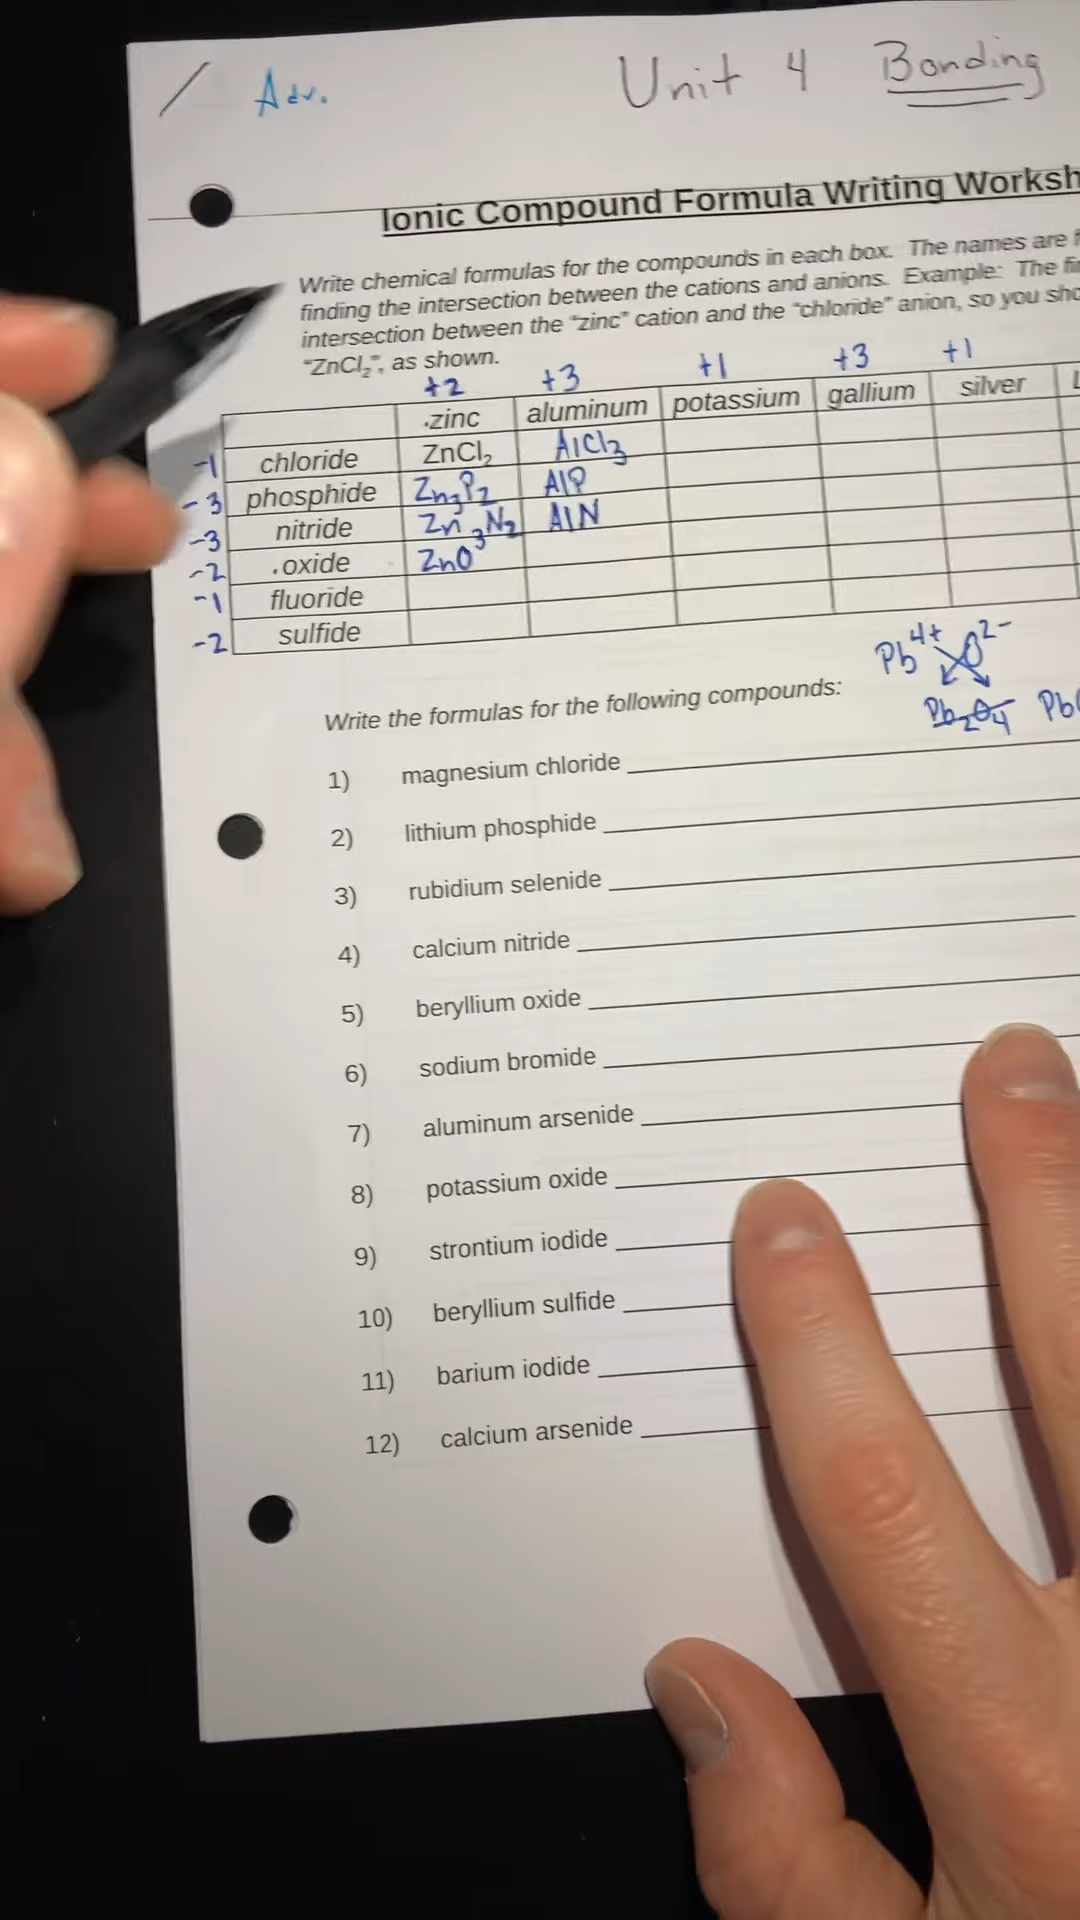 Adv. Unit 4 Bonding
Ionic Compound Formula Writing Worksh
Write chemical formulas for the compounds in each box. The names are f
finding the intersection between the cations and anions. Example: The fir
intersection between the "zinc" cation and the "chloride" anion, so you sho
"ZnCl₂", as shown.
+2 +3 +1 +3 +1
zinc aluminum potassium gallium silver
-1 chloride ZnCl₂ AlCl₃
-3 phosphide Zn₃P₂ AlP
-3 nitride Zn₃N₂ AlN
-2 oxide ZnO
-1 fluoride
-2 sulfide
Pb⁴⁺ O²⁻
Pb₂O₄ Pb
Write the formulas for the following compounds:
1) magnesium chloride
2) lithium phosphide
3) rubidium selenide
4) calcium nitride
5) beryllium oxide
6) sodium bromide
7) aluminum arsenide
8) potassium oxide
9) strontium iodide
10) beryllium sulfide
11) barium iodide
12) calcium arsenide